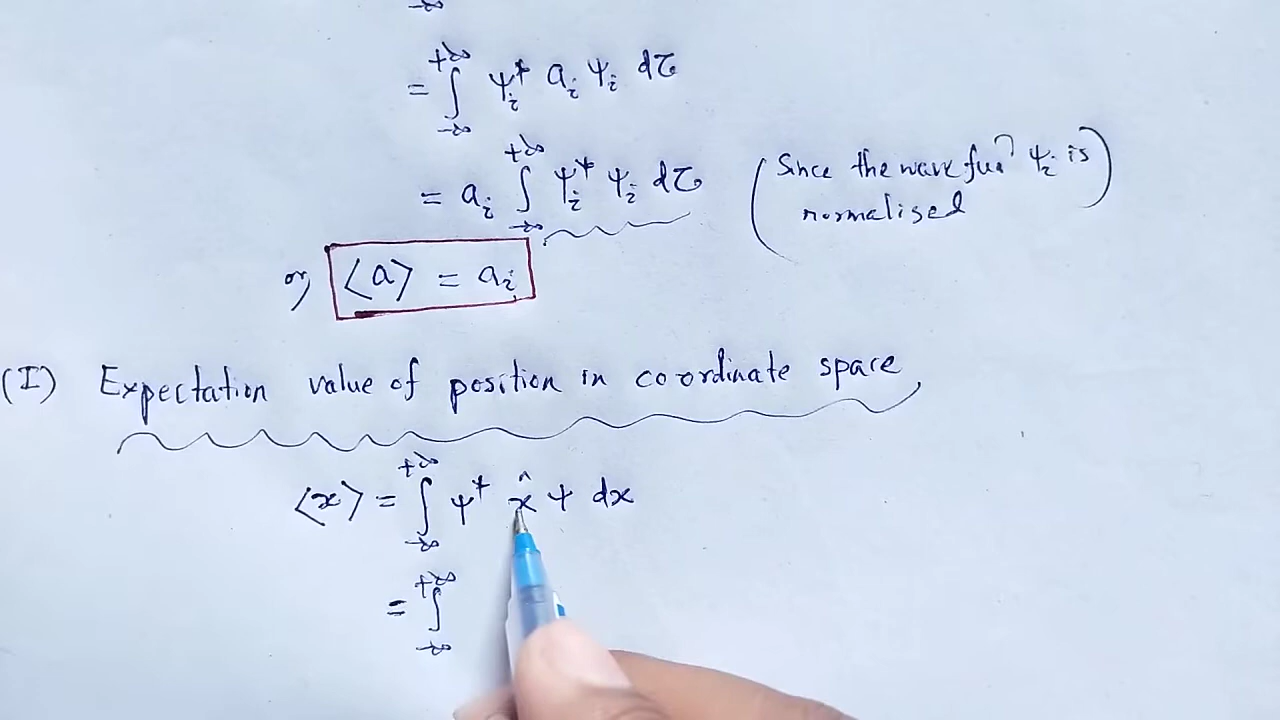 -∞
= ∫_{-∞}^{+∞} ψ_i^* a_i ψ_i dτ
= a_i ∫_{-∞}^{+∞} ψ_i^* ψ_i dτ (Since the wave fun^n ψ_i is
normalised)
or, ⟨a⟩ = a_i
(I) Expectation value of position in coordinate space,
⟨x⟩ = ∫_{-∞}^{+∞} ψ^* x̂ ψ dx
= ∫_{-∞}^{+∞}